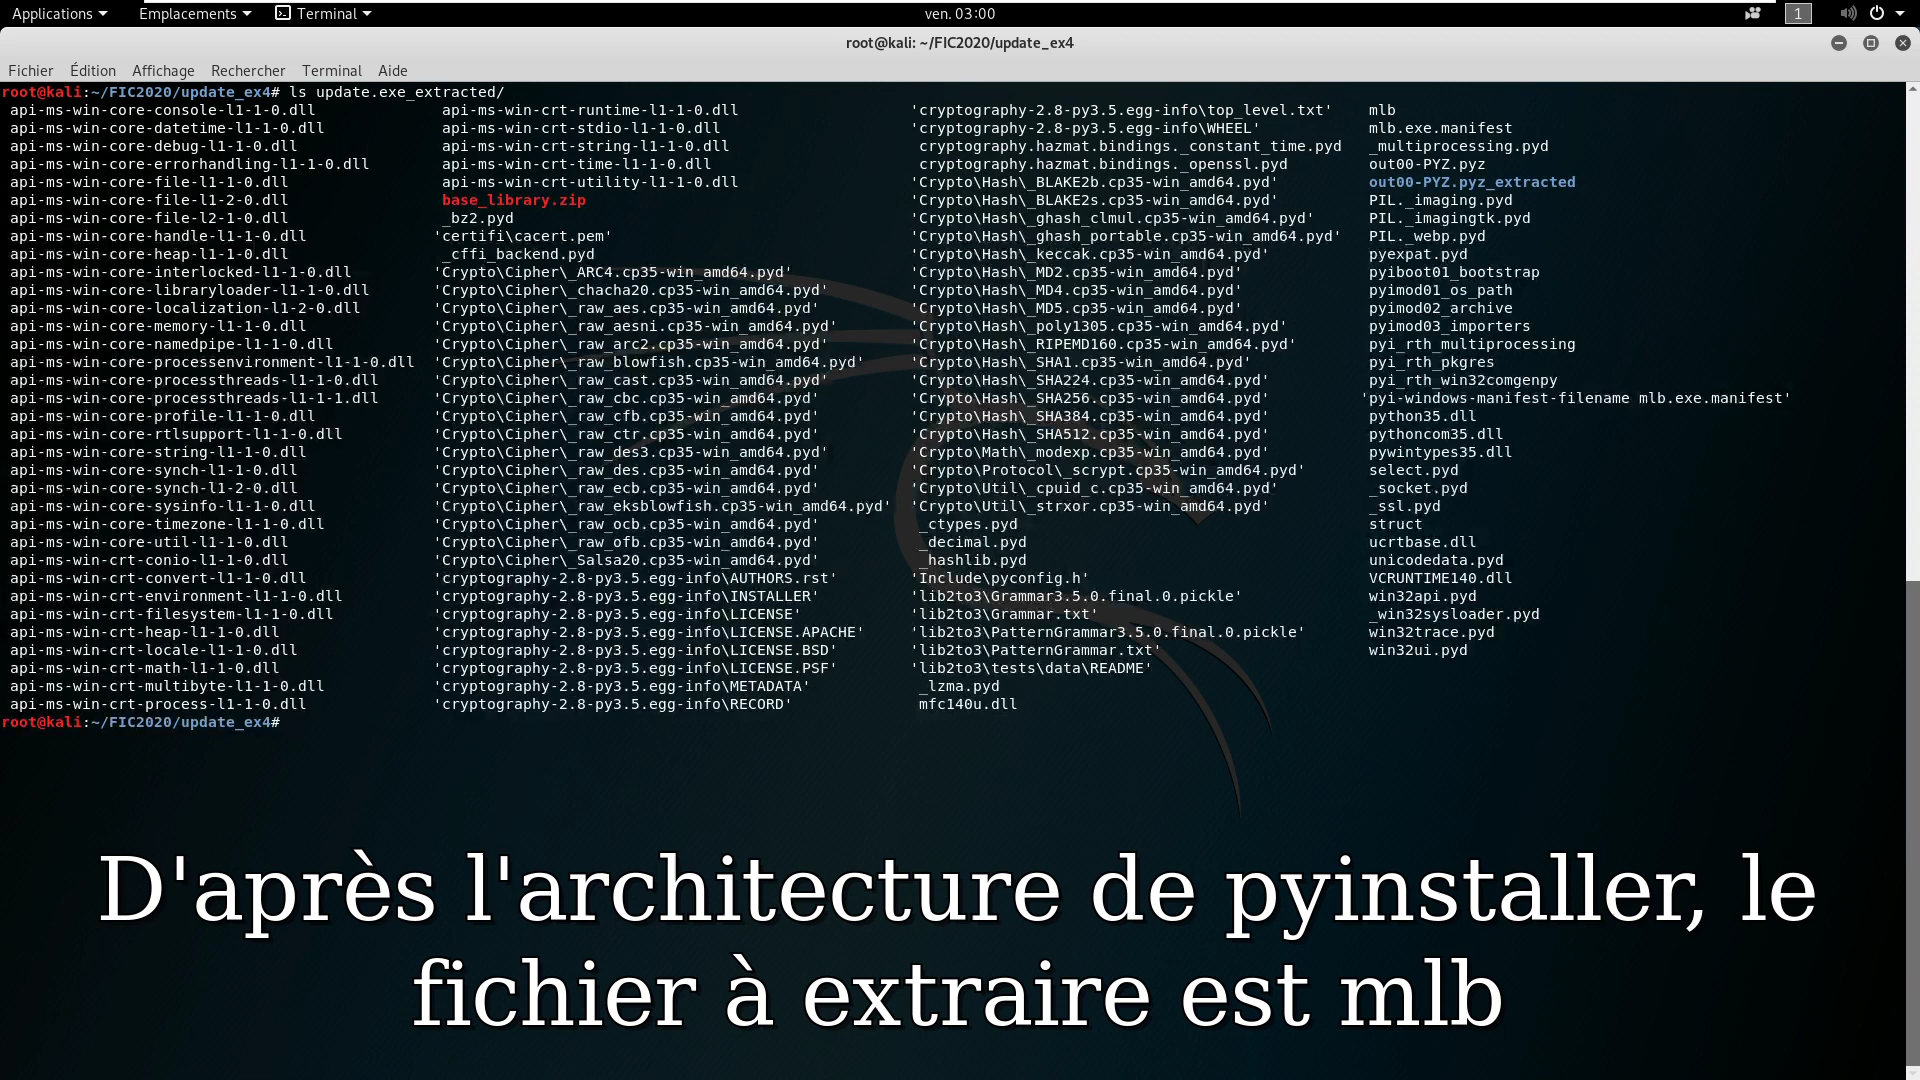 Applications Emplacements Terminal ven. 03:00 1
root@kali: ~/FIC2020/update_ex4
Fichier Édition Affichage Rechercher Terminal Aide
root@kali:~/FIC2020/update_ex4# ls update.exe_extracted/
api-ms-win-core-console-l1-1-0.dll api-ms-win-crt-runtime-l1-1-0.dll 'cryptography-2.8-py3.5.egg-info\top_level.txt' mlb
api-ms-win-core-datetime-l1-1-0.dll api-ms-win-crt-stdio-l1-1-0.dll 'cryptography-2.8-py3.5.egg-info\WHEEL' mlb.exe.manifest
api-ms-win-core-debug-l1-1-0.dll api-ms-win-crt-string-l1-1-0.dll cryptography.hazmat.bindings._constant_time.pyd _multiprocessing.pyd
api-ms-win-core-errorhandling-l1-1-0.dll api-ms-win-crt-time-l1-1-0.dll cryptography.hazmat.bindings._openssl.pyd out00-PYZ.pyz
api-ms-win-core-file-l1-1-0.dll api-ms-win-crt-utility-l1-1-0.dll 'Crypto\Hash\_BLAKE2b.cp35-win_amd64.pyd' out00-PYZ.pyz_extracted
api-ms-win-core-file-l1-2-0.dll base_library.zip 'Crypto\Hash\_BLAKE2s.cp35-win_amd64.pyd' PIL._imaging.pyd
api-ms-win-core-file-l2-1-0.dll _bz2.pyd 'Crypto\Hash\_ghash_clmul.cp35-win_amd64.pyd' PIL._imagingtk.pyd
api-ms-win-core-handle-l1-1-0.dll 'certifi\cacert.pem' 'Crypto\Hash\_ghash_portable.cp35-win_amd64.pyd' PIL._webp.pyd
api-ms-win-core-heap-l1-1-0.dll _cffi_backend.pyd 'Crypto\Hash\_keccak.cp35-win_amd64.pyd' pyexpat.pyd
api-ms-win-core-interlocked-l1-1-0.dll 'Crypto\Cipher\_ARC4.cp35-win_amd64.pyd' 'Crypto\Hash\_MD2.cp35-win_amd64.pyd' pyiboot01_bootstrap
api-ms-win-core-libraryloader-l1-1-0.dll 'Crypto\Cipher\_chacha20.cp35-win_amd64.pyd' 'Crypto\Hash\_MD4.cp35-win_amd64.pyd' pyimod01_os_path
api-ms-win-core-localization-l1-2-0.dll 'Crypto\Cipher\_raw_aes.cp35-win_amd64.pyd' 'Crypto\Hash\_MD5.cp35-win_amd64.pyd' pyimod02_archive
api-ms-win-core-memory-l1-1-0.dll 'Crypto\Cipher\_raw_aesni.cp35-win_amd64.pyd' 'Crypto\Hash\_poly1305.cp35-win_amd64.pyd' pyimod03_importers
api-ms-win-core-namedpipe-l1-1-0.dll 'Crypto\Cipher\_raw_arc2.cp35-win_amd64.pyd' 'Crypto\Hash\_RIPEMD160.cp35-win_amd64.pyd' pyi_rth_multiprocessing
api-ms-win-core-processenvironment-l1-1-0.dll 'Crypto\Cipher\_raw_blowfish.cp35-win_amd64.pyd' 'Crypto\Hash\_SHA1.cp35-win_amd64.pyd' pyi_rth_pkgres
api-ms-win-core-processthreads-l1-1-0.dll 'Crypto\Cipher\_raw_cast.cp35-win_amd64.pyd' 'Crypto\Hash\_SHA224.cp35-win_amd64.pyd' pyi_rth_win32comgenpy
api-ms-win-core-processthreads-l1-1-1.dll 'Crypto\Cipher\_raw_cbc.cp35-win_amd64.pyd' 'Crypto\Hash\_SHA256.cp35-win_amd64.pyd' 'pyi-windows-manifest-filename mlb.exe.manifest'
api-ms-win-core-profile-l1-1-0.dll 'Crypto\Cipher\_raw_cfb.cp35-win_amd64.pyd' 'Crypto\Hash\_SHA384.cp35-win_amd64.pyd' python35.dll
api-ms-win-core-rtlsupport-l1-1-0.dll 'Crypto\Cipher\_raw_ctr.cp35-win_amd64.pyd' 'Crypto\Hash\_SHA512.cp35-win_amd64.pyd' pythoncom35.dll
api-ms-win-core-string-l1-1-0.dll 'Crypto\Cipher\_raw_des3.cp35-win_amd64.pyd' 'Crypto\Math\_modexp.cp35-win_amd64.pyd' pywintypes35.dll
api-ms-win-core-synch-l1-1-0.dll 'Crypto\Cipher\_raw_des.cp35-win_amd64.pyd' 'Crypto\Protocol\_scrypt.cp35-win_amd64.pyd' select.pyd
api-ms-win-core-synch-l1-2-0.dll 'Crypto\Cipher\_raw_ecb.cp35-win_amd64.pyd' 'Crypto\Util\_cpuid_c.cp35-win_amd64.pyd' _socket.pyd
api-ms-win-core-sysinfo-l1-1-0.dll 'Crypto\Cipher\_raw_eksblowfish.cp35-win_amd64.pyd' 'Crypto\Util\_strxor.cp35-win_amd64.pyd' _ssl.pyd
api-ms-win-core-timezone-l1-1-0.dll 'Crypto\Cipher\_raw_ocb.cp35-win_amd64.pyd' _ctypes.pyd struct
api-ms-win-core-util-l1-1-0.dll 'Crypto\Cipher\_raw_ofb.cp35-win_amd64.pyd' _decimal.pyd ucrtbase.dll
api-ms-win-crt-conio-l1-1-0.dll 'Crypto\Cipher\_Salsa20.cp35-win_amd64.pyd' _hashlib.pyd unicodedata.pyd
api-ms-win-crt-convert-l1-1-0.dll 'cryptography-2.8-py3.5.egg-info\AUTHORS.rst' 'Include\pyconfig.h' VCRUNTIME140.dll
api-ms-win-crt-environment-l1-1-0.dll 'cryptography-2.8-py3.5.egg-info\INSTALLER' 'lib2to3\Grammar3.5.0.final.0.pickle' win32api.pyd
api-ms-win-crt-filesystem-l1-1-0.dll 'cryptography-2.8-py3.5.egg-info\LICENSE' 'lib2to3\Grammar.txt' _win32sysloader.pyd
api-ms-win-crt-heap-l1-1-0.dll 'cryptography-2.8-py3.5.egg-info\LICENSE.APACHE' 'lib2to3\PatternGrammar3.5.0.final.0.pickle' win32trace.pyd
api-ms-win-crt-locale-l1-1-0.dll 'cryptography-2.8-py3.5.egg-info\LICENSE.BSD' 'lib2to3\PatternGrammar.txt' win32ui.pyd
api-ms-win-crt-math-l1-1-0.dll 'cryptography-2.8-py3.5.egg-info\LICENSE.PSF' 'lib2to3\tests\data\README'
api-ms-win-crt-multibyte-l1-1-0.dll 'cryptography-2.8-py3.5.egg-info\METADATA' _lzma.pyd
api-ms-win-crt-process-l1-1-0.dll 'cryptography-2.8-py3.5.egg-info\RECORD' mfc140u.dll
root@kali:~/FIC2020/update_ex4#
D'après l'architecture de pyinstaller, le
fichier à extraire est mlb